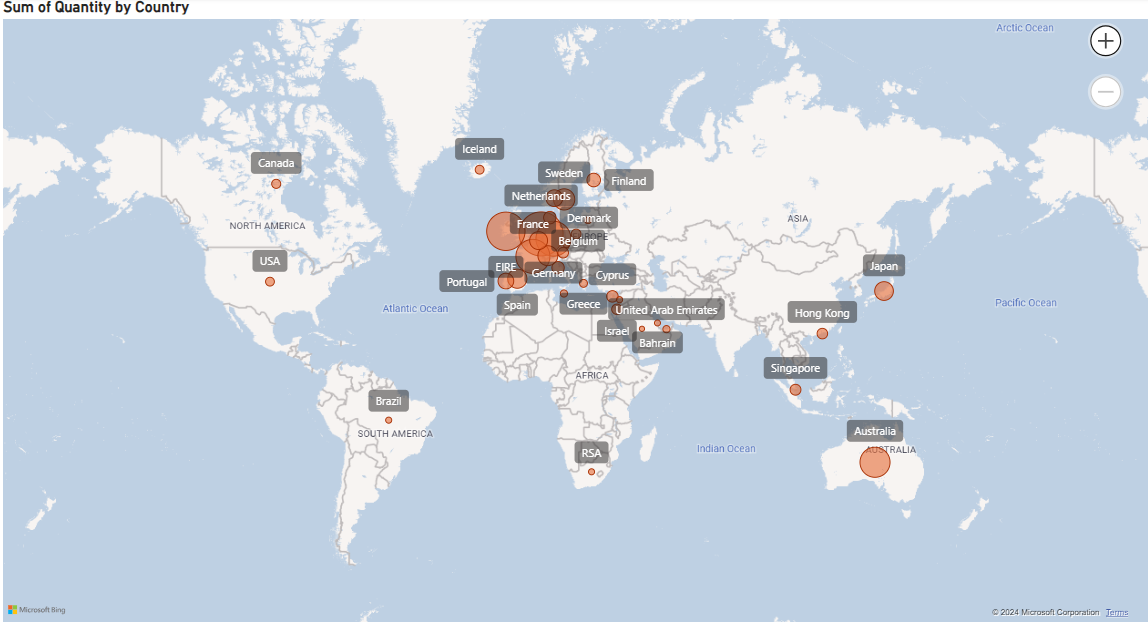 Sum of Quantity by Country
Arctic Ocean
Iceland
Canada
Sweden
Finland
Netherlands
NORTH AMERICA
France
Denmark
ASIA
Belgium
USA
EIRE
Germany
Cyprus
Japan
Portugal
Atlantic Ocean
Spain
Greece
United Arab Emirates
Pacific Ocean
Hong Kong
Israel
Bahrain
Singapore
AFRICA
Brazil
SOUTH AMERICA
Australia
AUSTRALIA
Indian Ocean
RSA
Microsoft Bing
© 2024 Microsoft Corporation Terms